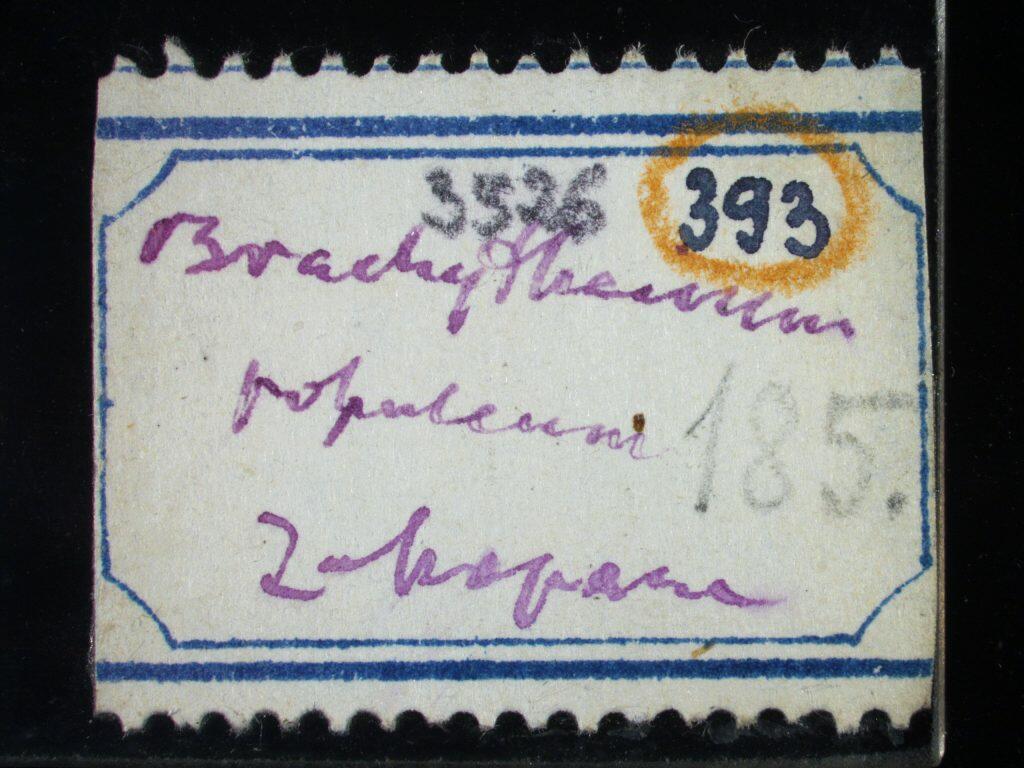 3526 393
Brachythecium
populeum
185.
Zakopane